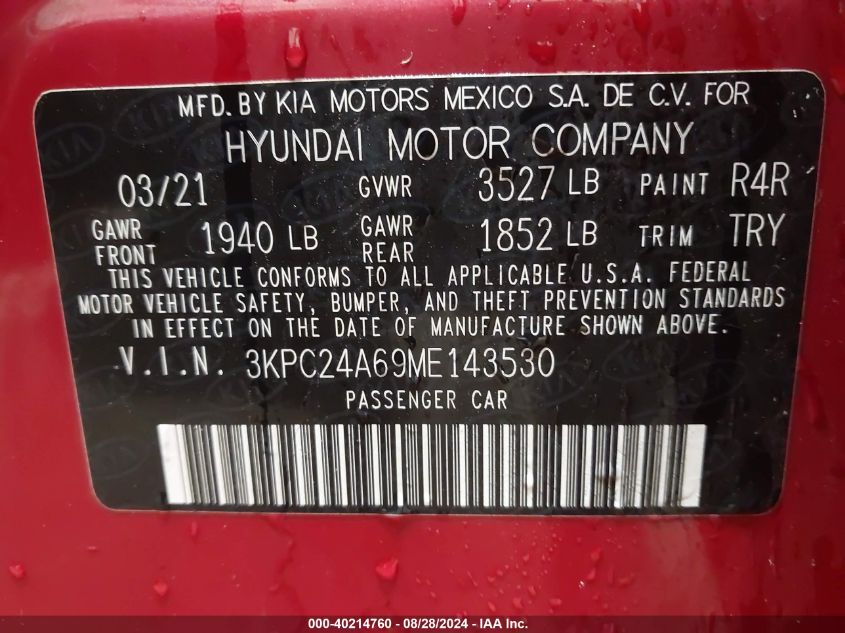 MFD. BY KIA MOTORS MEXICO S.A. DE C.V. FOR
HYUNDAI MOTOR COMPANY
03/21 GVWR 3527 LB PAINT R4R
GAWR FRONT 1940 LB GAWR REAR 1852 LB TRIM TRY
THIS VEHICLE CONFORMS TO ALL APPLICABLE U.S.A. FEDERAL
MOTOR VEHICLE SAFETY, BUMPER, AND THEFT PREVENTION STANDARDS
IN EFFECT ON THE DATE OF MANUFACTURE SHOWN ABOVE.
V.I.N. 3KPC24A69ME143530
PASSENGER CAR
000-40214760 - 08/28/2024 - IAA Inc.